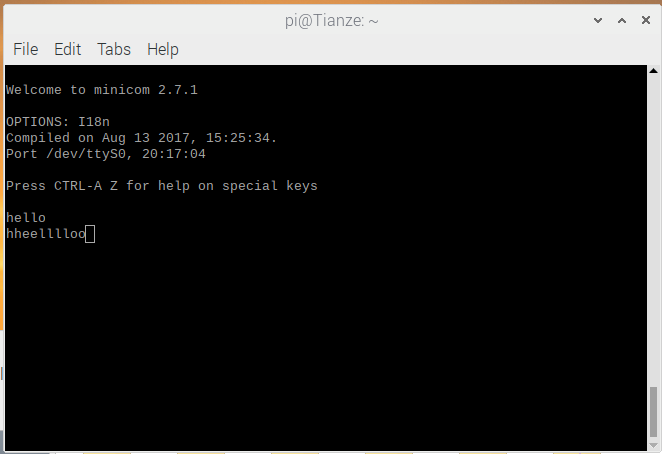 pi@Tianze: ~
File Edit Tabs Help
Welcome to minicom 2.7.1
OPTIONS: I18n
Compiled on Aug 13 2017, 15:25:34.
Port /dev/ttyS0, 20:17:04
Press CTRL-A Z for help on special keys
hello
hheelllloo